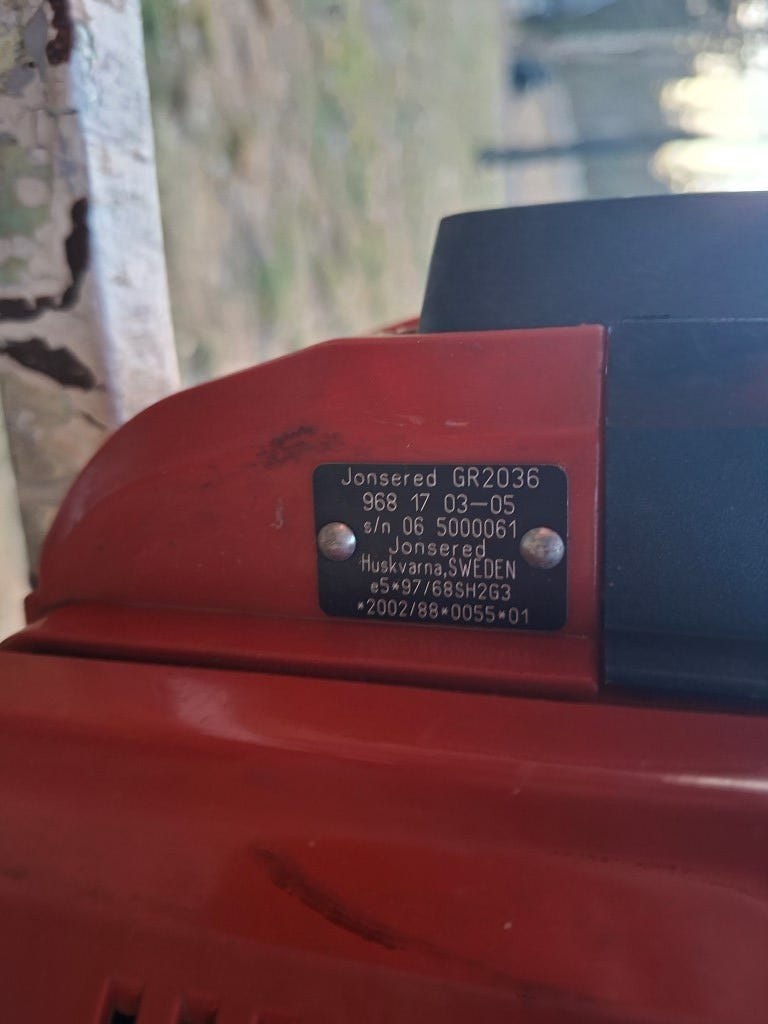 Jonsered GR2036
968 17 03-05
s/n 06 5000061
Jonsered
Huskvarna,SWEDEN
e5*97/68SH2G3
*2002/88*0055*01